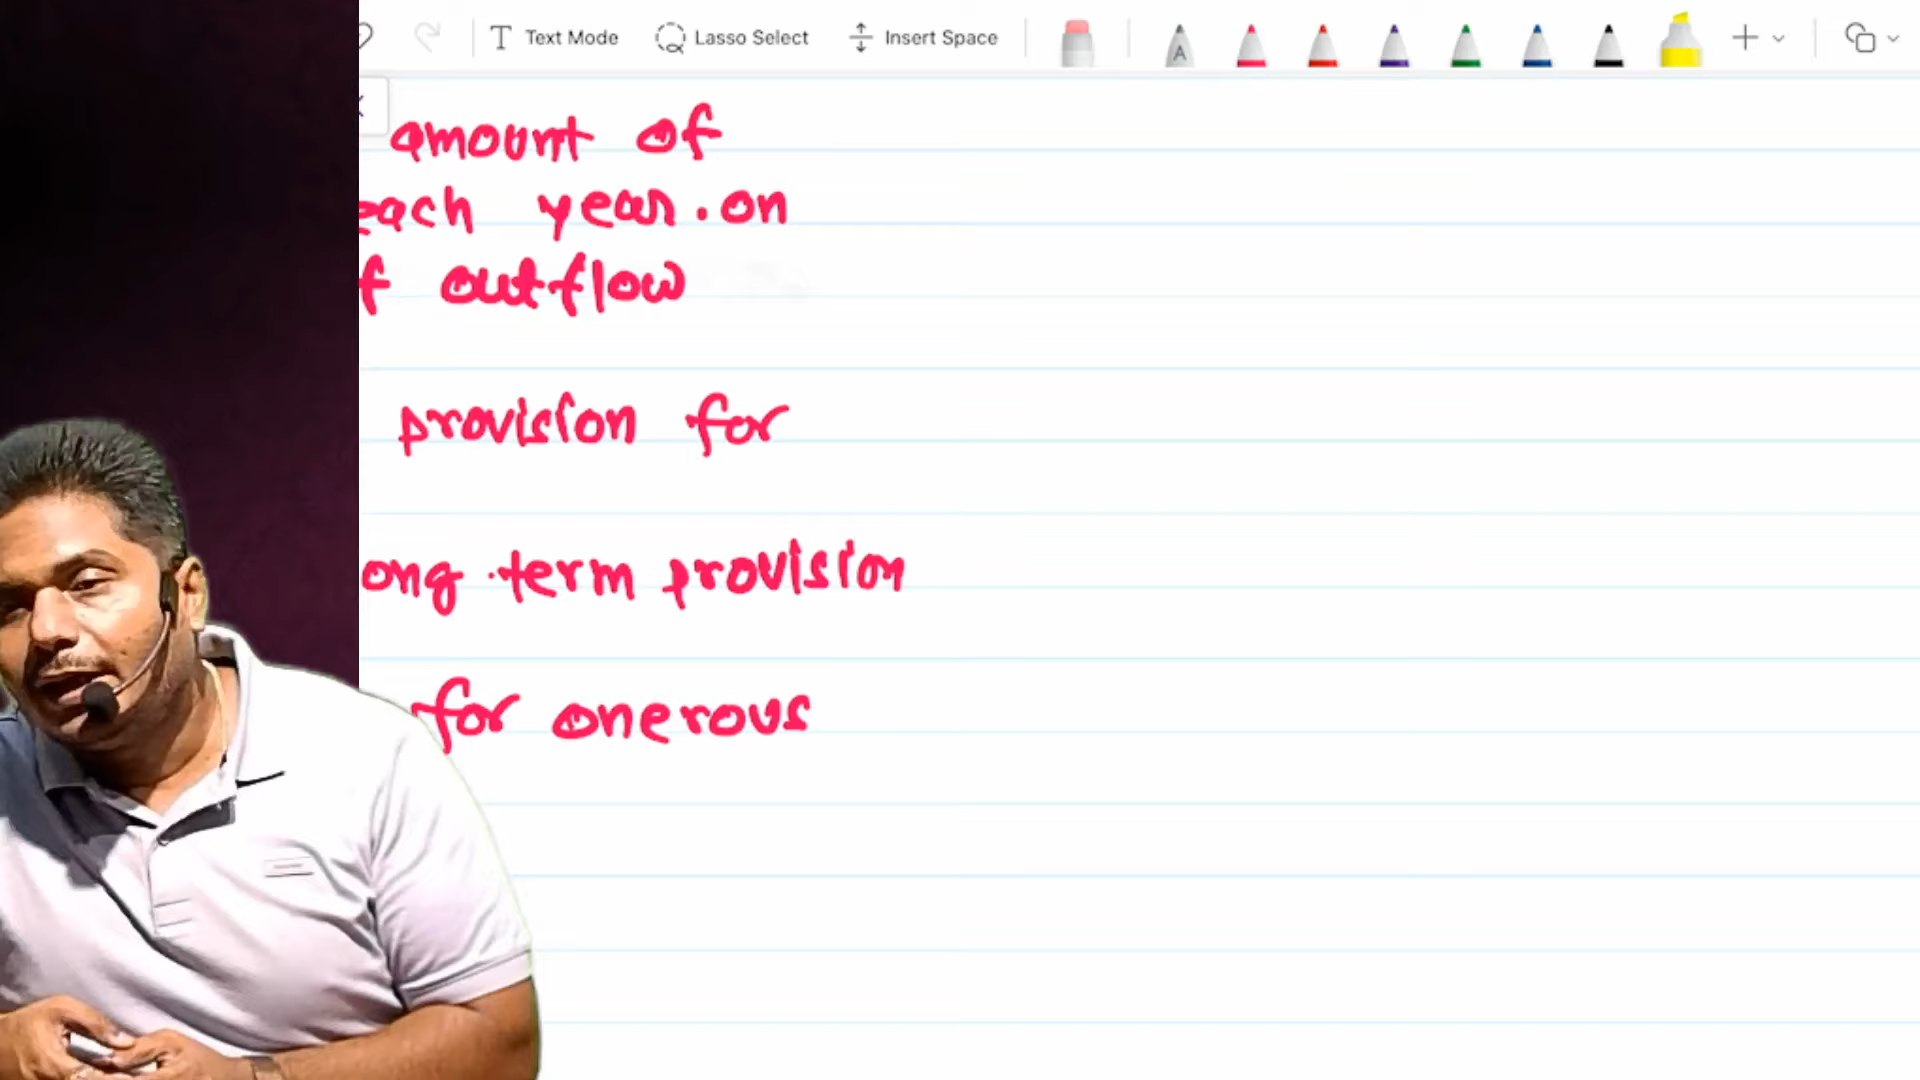 Text Mode Lasso Select Insert Space
A
amount of
each year. on
f outflow
provision for
ong term provision
for onerous